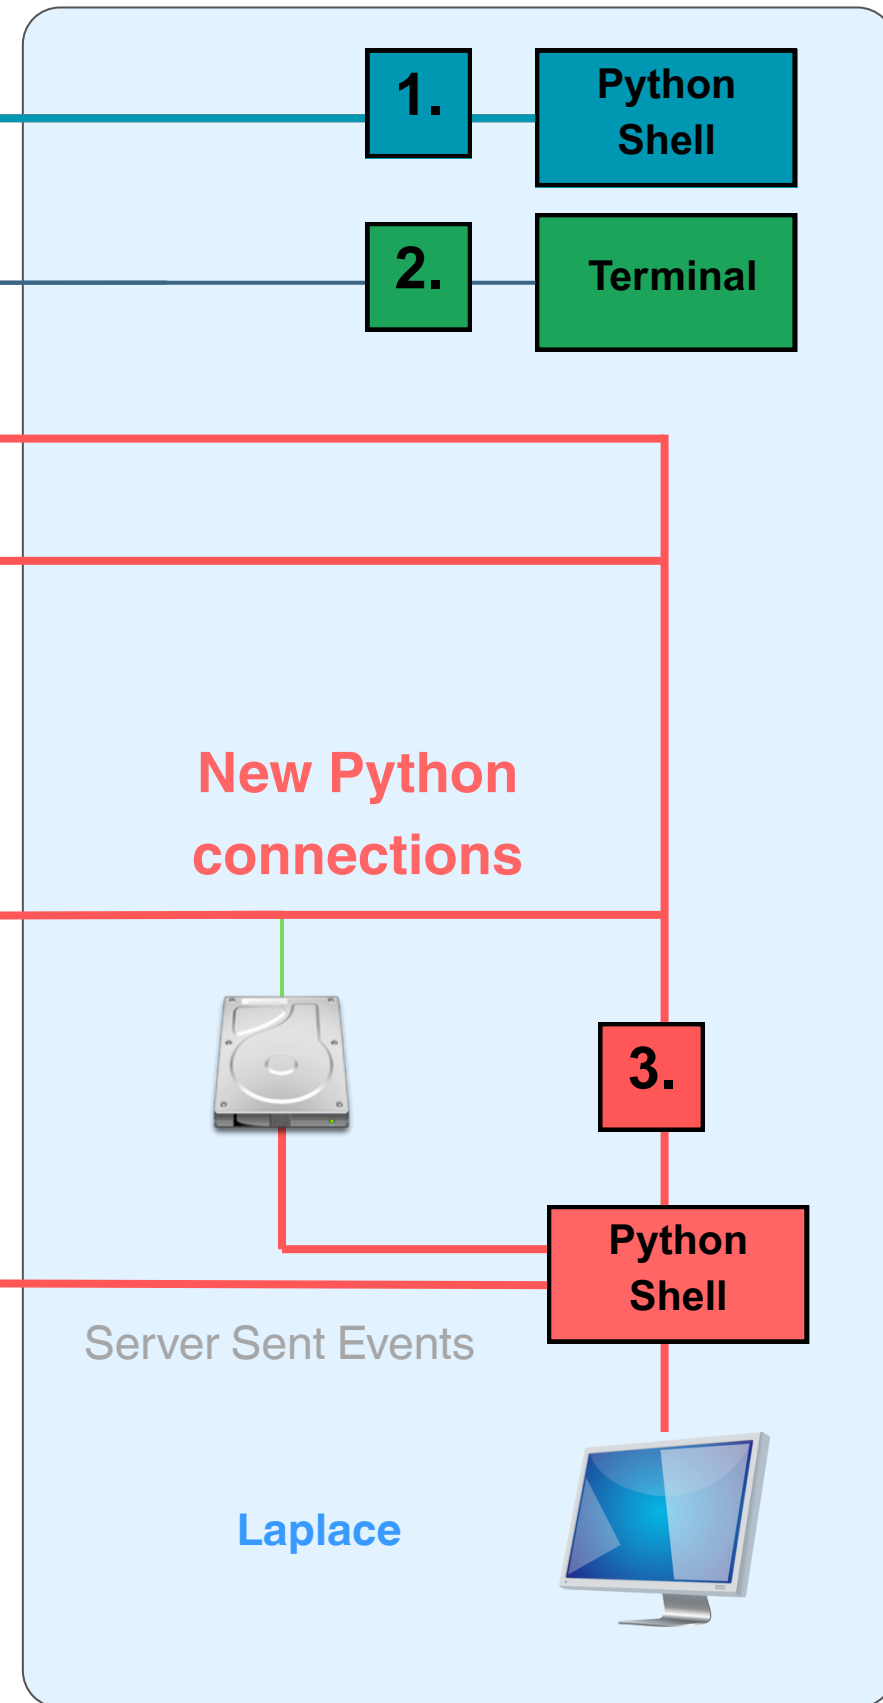 1.
Python
Shell
2.
Terminal
New Python
connections
3.
Python
Shell
Server Sent Events
Laplace